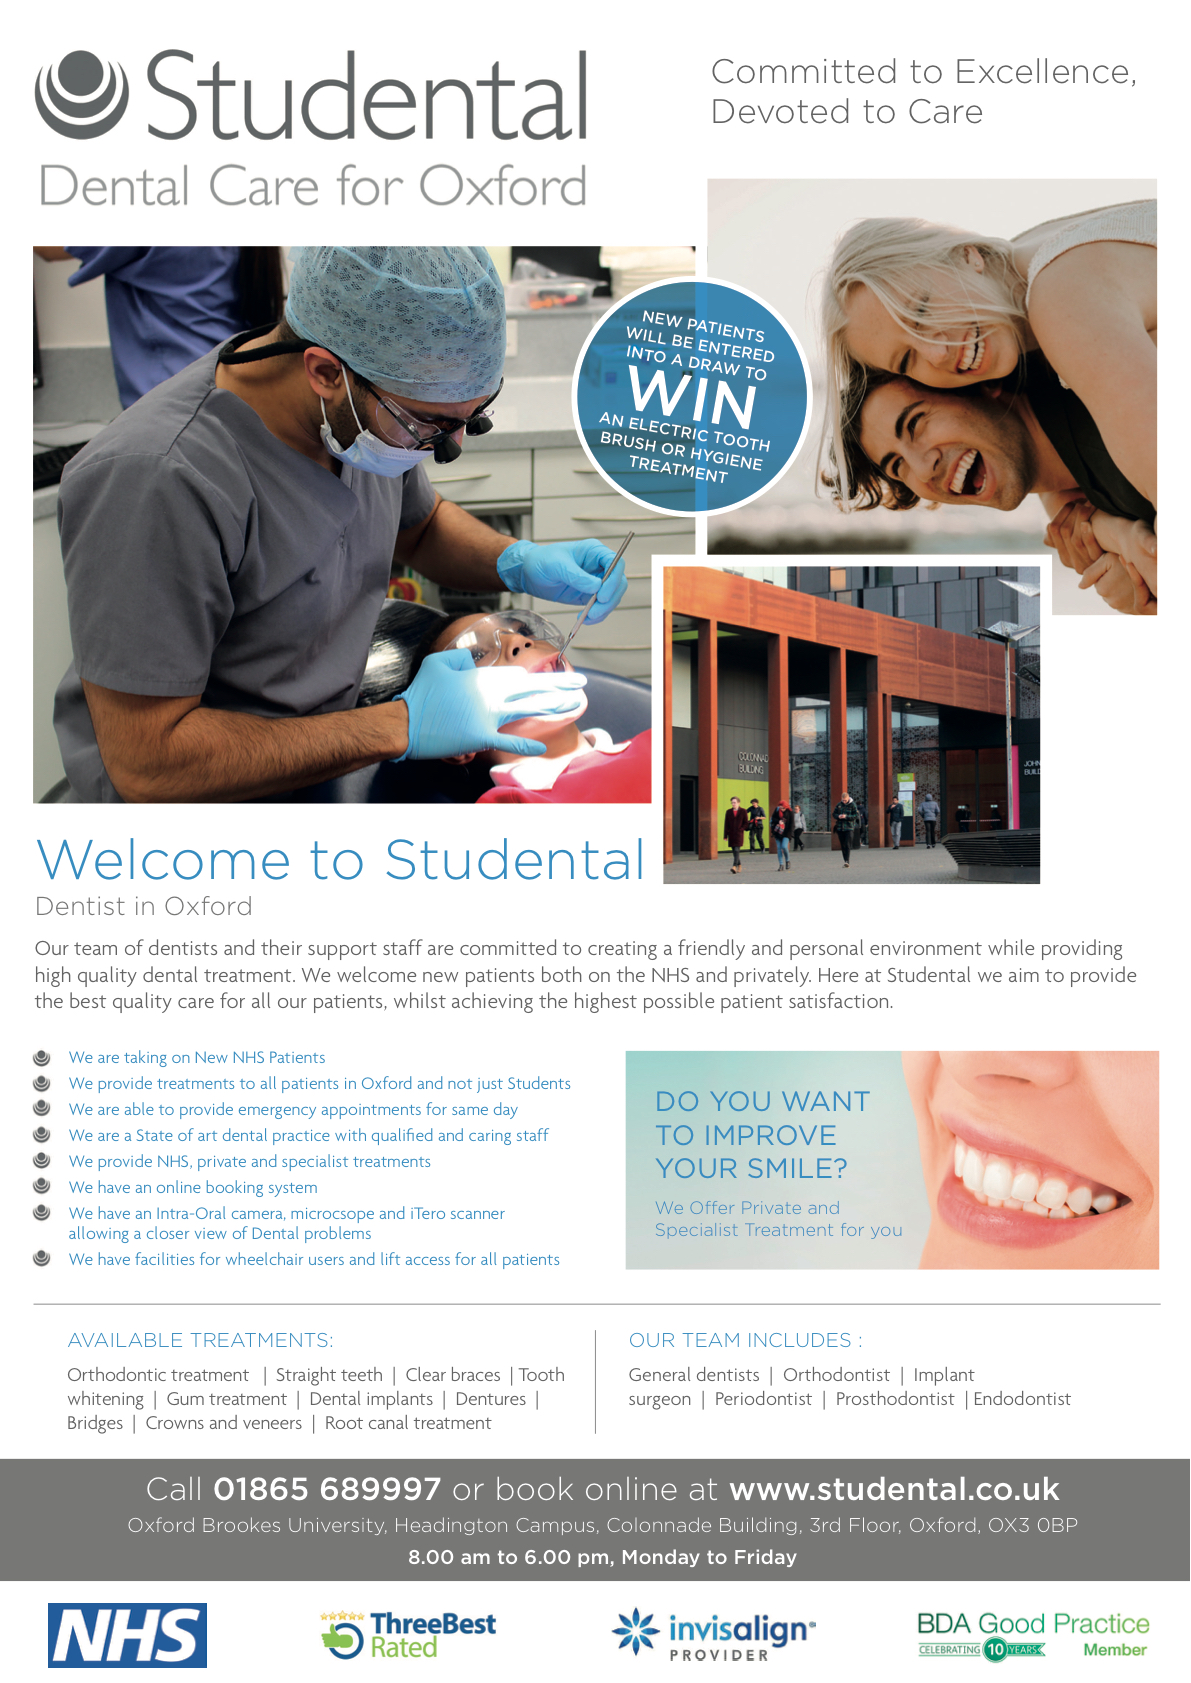 Studental
Dental Care for Oxford
Committed to Excellence,
Devoted to Care
NEW PATIENTS
WILL BE ENTERED
INTO A DRAW TO
WIN
AN ELECTRIC TOOTH
BRUSH OR HYGIENE
TREATMENT
COLONNAD
BUILDING
JOHN
BUIL
Welcome to Studental
Dentist in Oxford
Our team of dentists and their support staff are committed to creating a friendly and personal environment while providing
high quality dental treatment. We welcome new patients both on the NHS and privately. Here at Studental we aim to provide
the best quality care for all our patients, whilst achieving the highest possible patient satisfaction.
We are taking on New NHS Patients
We provide treatments to all patients in Oxford and not just Students
We are able to provide emergency appointments for same day
We are a State of art dental practice with qualified and caring staff
We provide NHS, private and specialist treatments
We have an online booking system
We have an Intra-Oral camera, microcsope and iTero scanner
allowing a closer view of Dental problems
We have facilities for wheelchair users and lift access for all patients
DO YOU WANT
TO IMPROVE
YOUR SMILE?
We Offer Private and
Specialist Treatment for you
AVAILABLE TREATMENTS:
Orthodontic treatment | Straight teeth | Clear braces | Tooth
whitening | Gum treatment | Dental implants | Dentures |
Bridges | Crowns and veneers | Root canal treatment
OUR TEAM INCLUDES :
General dentists | Orthodontist | Implant
surgeon | Periodontist | Prosthodontist | Endodontist
Call 01865 689997 or book online at www.studental.co.uk
Oxford Brookes University, Headington Campus, Colonnade Building, 3rd Floor, Oxford, OX3 0BP
8.00 am to 6.00 pm, Monday to Friday
NHS
ThreeBest
Rated
invisalign®
PROVIDER
BDA Good Practice
CELEBRATING 10 YEARS
Member